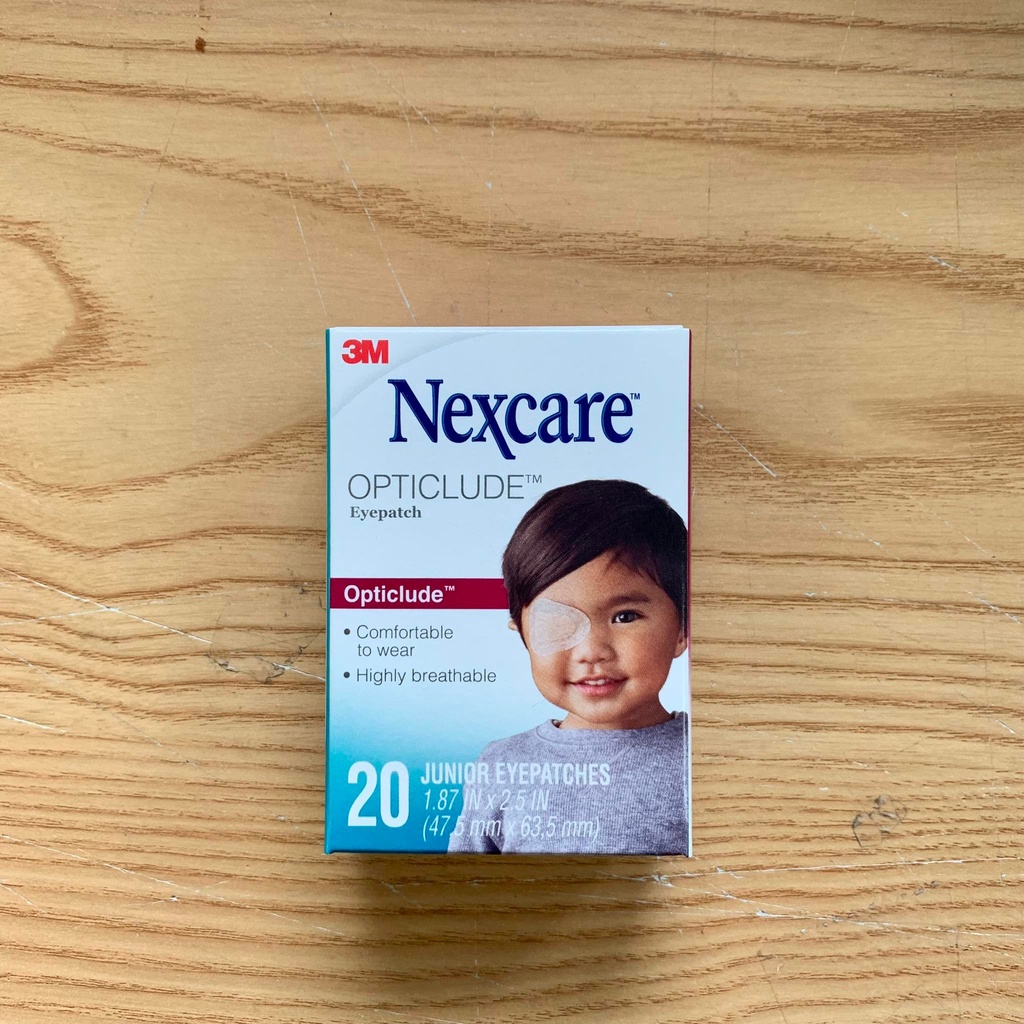 3M
Nexcare™
OPTICLUDE™
Eyepatch
Opticlude™
• Comfortable
to wear
• Highly breathable
20 JUNIOR EYEPATCHES
1.87 IN x 2.5 IN
(47,5 mm x 63,5 mm)